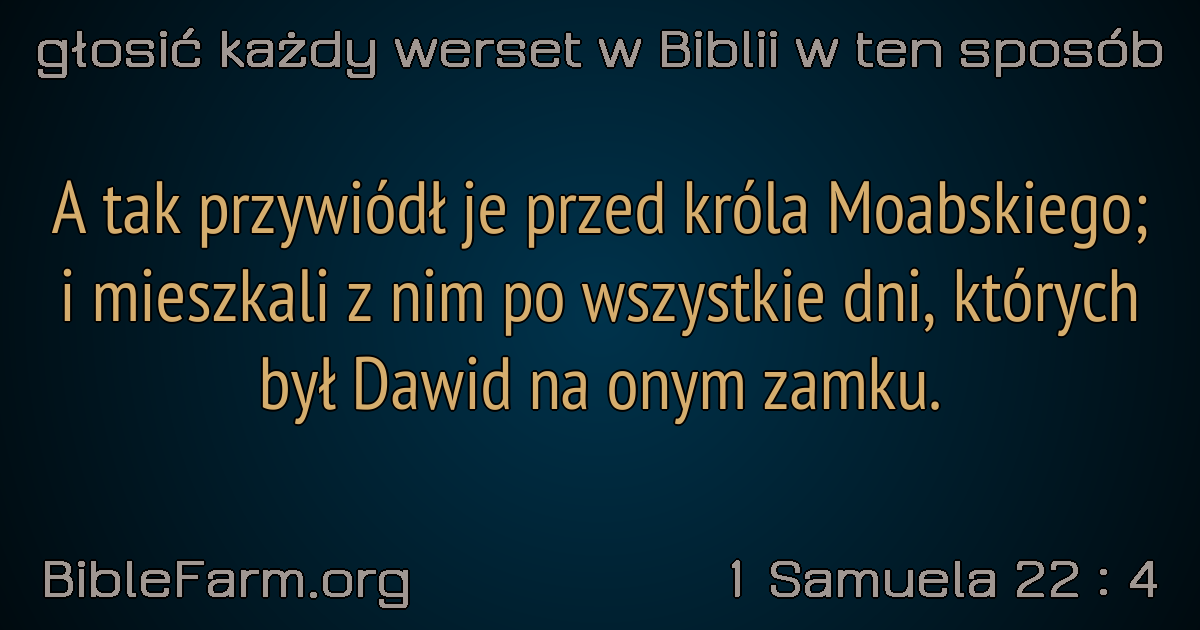 głosić każdy werset w Biblii w ten sposób
A tak przywiódł je przed króla Moabskiego;
i mieszkali z nim po wszystkie dni, których
był Dawid na onym zamku.
BibleFarm.org
1 Samuela 22 : 4